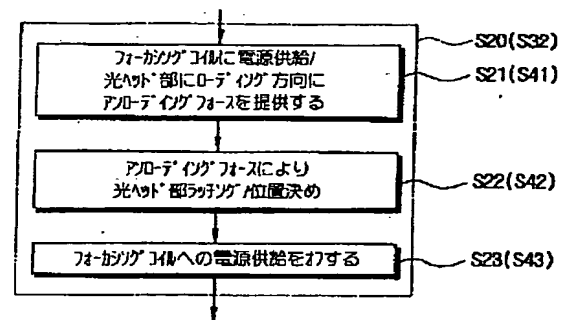 S20(S32)
フォーカシングコイルに電源供給/
光ヘッド部にローディング方向に
アンローディングフォースを提供する
S21(S41)
アンローディングフォースにより
光ヘッド部ラッチング/位置決め
S22(S42)
フォーカシングコイルへの電源供給をオフする
S23(S43)